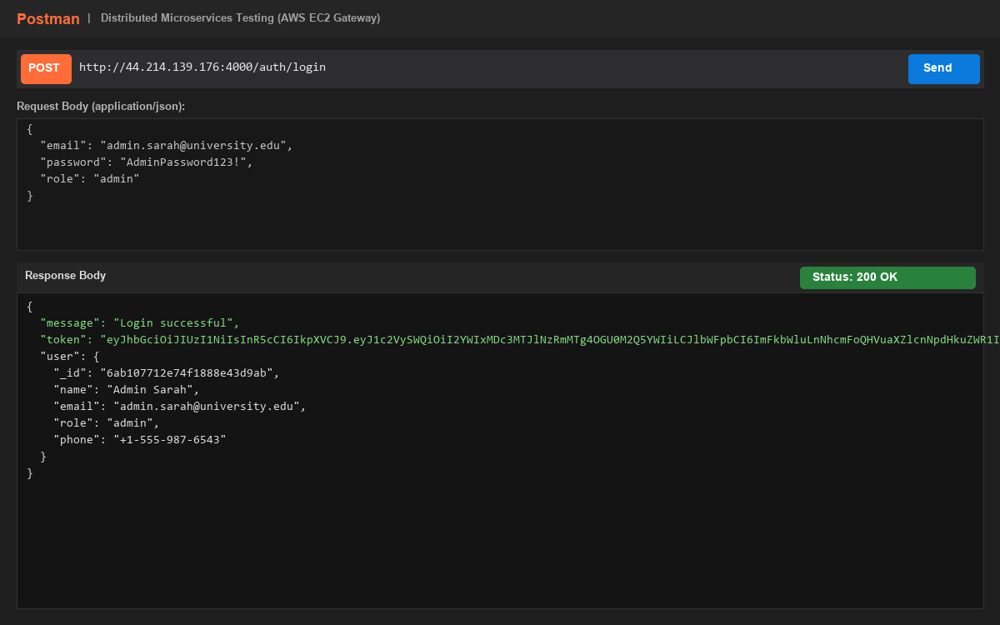 Postman | Distributed Microservices Testing (AWS EC2 Gateway)
POST http://44.214.139.176:4000/auth/login Send
Request Body (application/json):
{
  "email": "admin.sarah@university.edu",
  "password": "AdminPassword123!",
  "role": "admin"
}
Response Body Status: 200 OK
{
  "message": "Login successful",
  "token": "eyJhbGciOiJIUzI1NiIsInR5cCI6IkpXVCJ9.eyJ1c2VySWQiOiI2YWIxMDc3MTJlNzRmMTg4OGU0M2Q5YWIiLCJlbWFpbCI6ImFkbWluLnNhcmFoQHVuaXZlcnNpdHkuZWR1I
  "user": {
    "_id": "6ab107712e74f1888e43d9ab",
    "name": "Admin Sarah",
    "email": "admin.sarah@university.edu",
    "role": "admin",
    "phone": "+1-555-987-6543"
  }
}